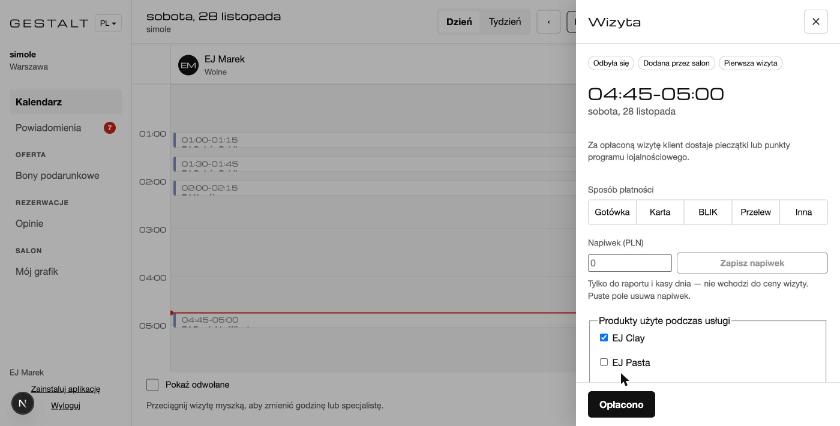 GESTALT
PL
simole
Warszawa
Kalendarz
Powiadomienia
7
OFERTA
Bony podarunkowe
REZERWACJE
Opinie
SALON
Mój grafik
EJ Marek
Zainstaluj aplikację
Wyloguj
N
sobota, 28 listopada
simole
Dzień
Tydzień
EM
EJ Marek
Wolne
01:00
02:00
03:00
04:00
05:00
01:00-01:15
01:30-01:45
02:00-02:15
04:45-05:00
Pokaż odwołane
Przeciągnij wizytę myszką, aby zmienić godzinę lub specjalistę.
Wizyta
Odbyła się
Dodana przez salon
Pierwsza wizyta
04:45-05:00
sobota, 28 listopada
Za opłaconą wizytę klient dostaje pieczątki lub punkty
programu lojalnościowego.
Sposób płatności
Gotówka
Karta
BLIK
Przelew
Inna
Napiwek (PLN)
0
Zapisz napiwek
Tylko do raportu i kasy dnia — nie wchodzi do ceny wizyty.
Puste pole usuwa napiwek.
Produkty użyte podczas usługi
EJ Clay
EJ Pasta
Opłacono